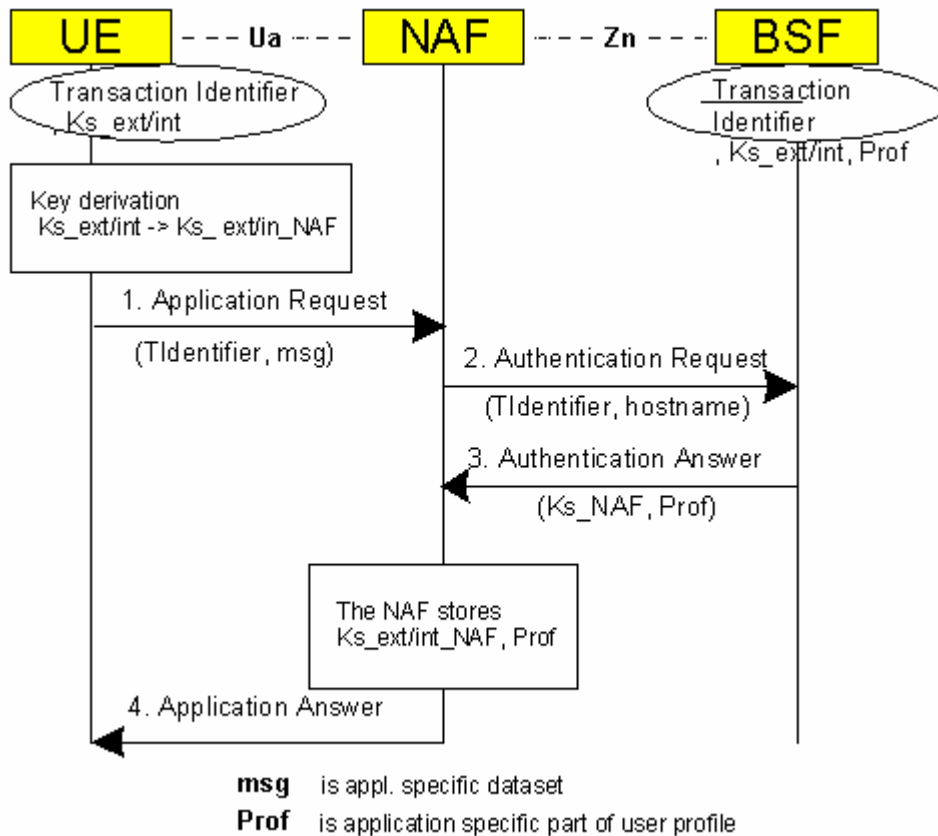 UE
Ua
NAF
Zn
BSF
Transaction Identifier
, Ks_ext/int
Transaction
Identifier
, Ks_ext/int, Prof
Key derivation
Ks_ext/int -> Ks_ ext/in_NAF
1. Application Request
(TIdentifier, msg)
2. Authentication Request
(TIdentifier, hostname)
3. Authentication Answer
(Ks_NAF, Prof)
The NAF stores
Ks_ext/int_NAF, Prof
4. Application Answer
msg is appl. specific dataset
Prof is application specific part of user profile